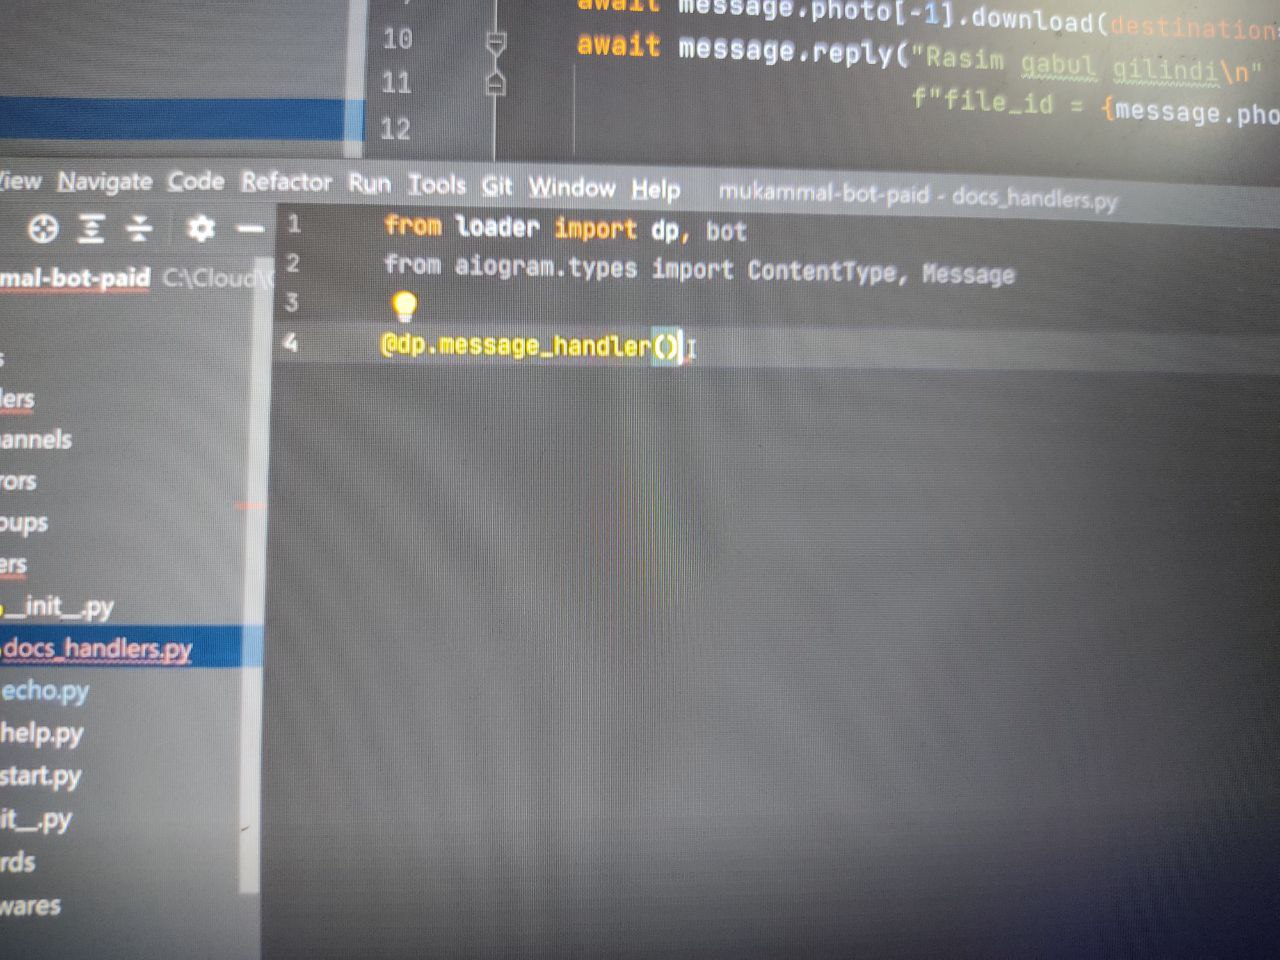 await message.photo[-1].download(destination
10 await message.reply("Rasim qabul qilindi\n"
11 f"file_id = {message.pho
12
View Navigate Code Refactor Run Tools Git Window Help mukammal-bot-paid - docs_handlers.py
mal-bot-paid C:\Cloud\
1 from loader import dp, bot
2 from aiogram.types import ContentType, Message
3
4 @dp.message_handler()
s
lers
annels
rors
oups
ers
__init__.py
docs_handlers.py
echo.py
help.py
start.py
it__.py
rds
wares